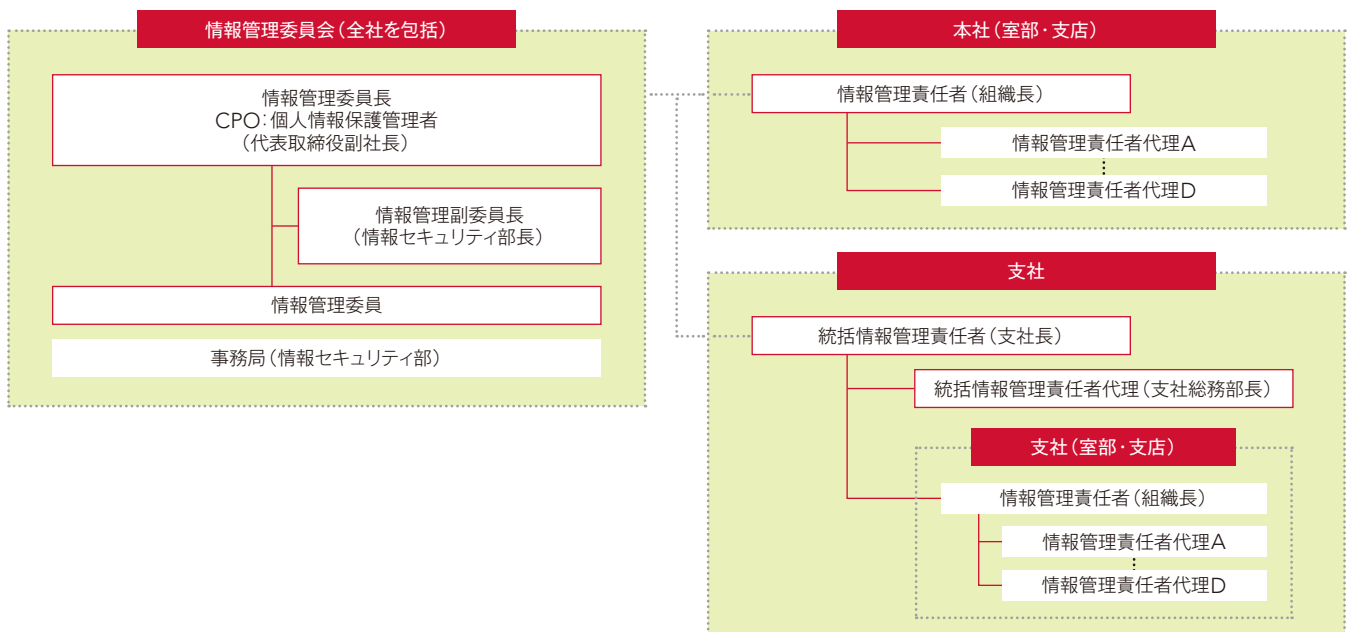 情報管理委員会（全社を包括）
情報管理委員長
CPO：個人情報保護管理者
（代表取締役副社長）
情報管理副委員長
（情報セキュリティ部長）
情報管理委員
事務局（情報セキュリティ部）
本社（室部・支店）
情報管理責任者（組織長）
情報管理責任者代理A
情報管理責任者代理D
支社
統括情報管理責任者（支社長）
統括情報管理責任者代理（支社総務部長）
支社（室部・支店）
情報管理責任者（組織長）
情報管理責任者代理A
情報管理責任者代理D